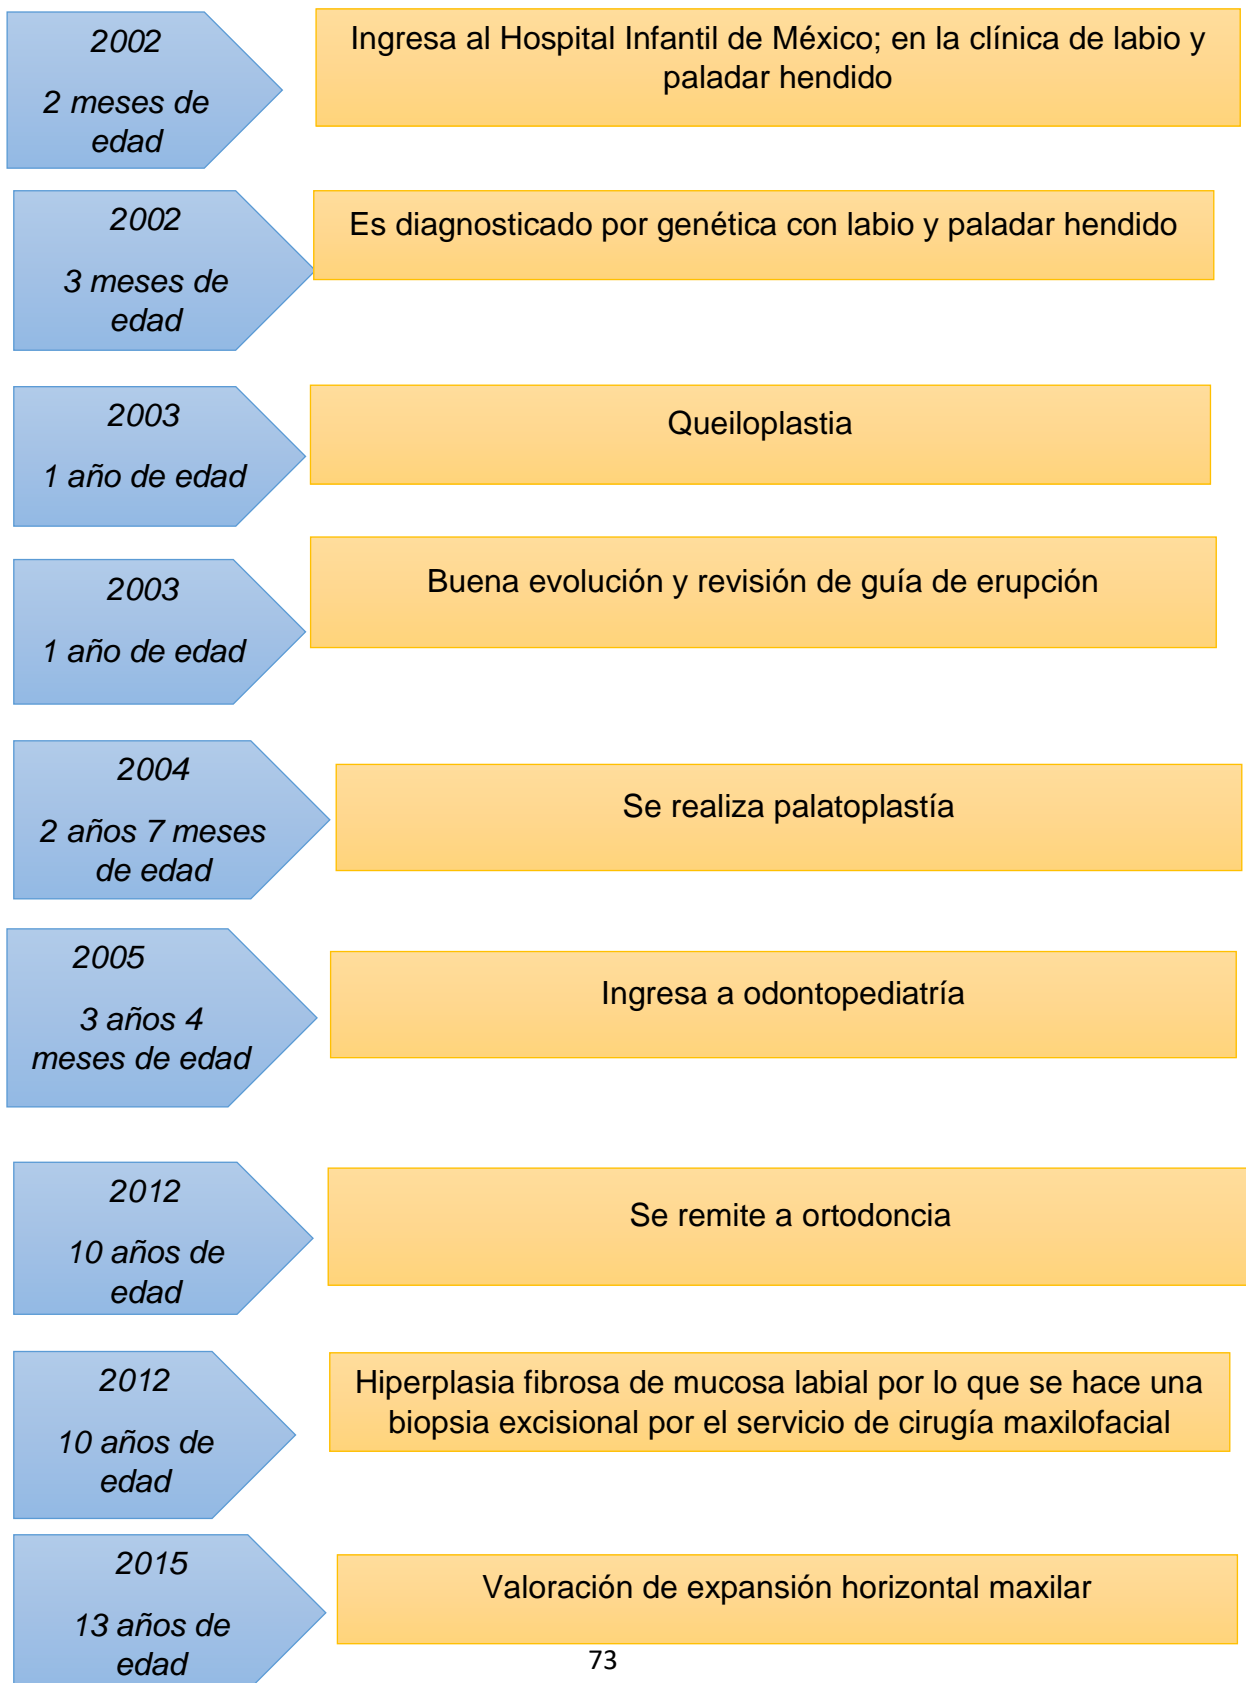 2002
2 meses de
edad
Ingresa al Hospital Infantil de México; en la clínica de labio y
paladar hendido
2002
3 meses de
edad
Es diagnosticado por genética con labio y paladar hendido
2003
1 año de edad
Queiloplastia
2003
1 año de edad
Buena evolución y revisión de guía de erupción
2004
2 años 7 meses
de edad
Se realiza palatoplastía
2005
3 años 4
meses de edad
Ingresa a odontopediatría
2012
10 años de
edad
Se remite a ortodoncia
2012
10 años de
edad
Hiperplasia fibrosa de mucosa labial por lo que se hace una
biopsia excisional por el servicio de cirugía maxilofacial
2015
13 años de
edad
Valoración de expansión horizontal maxilar
73